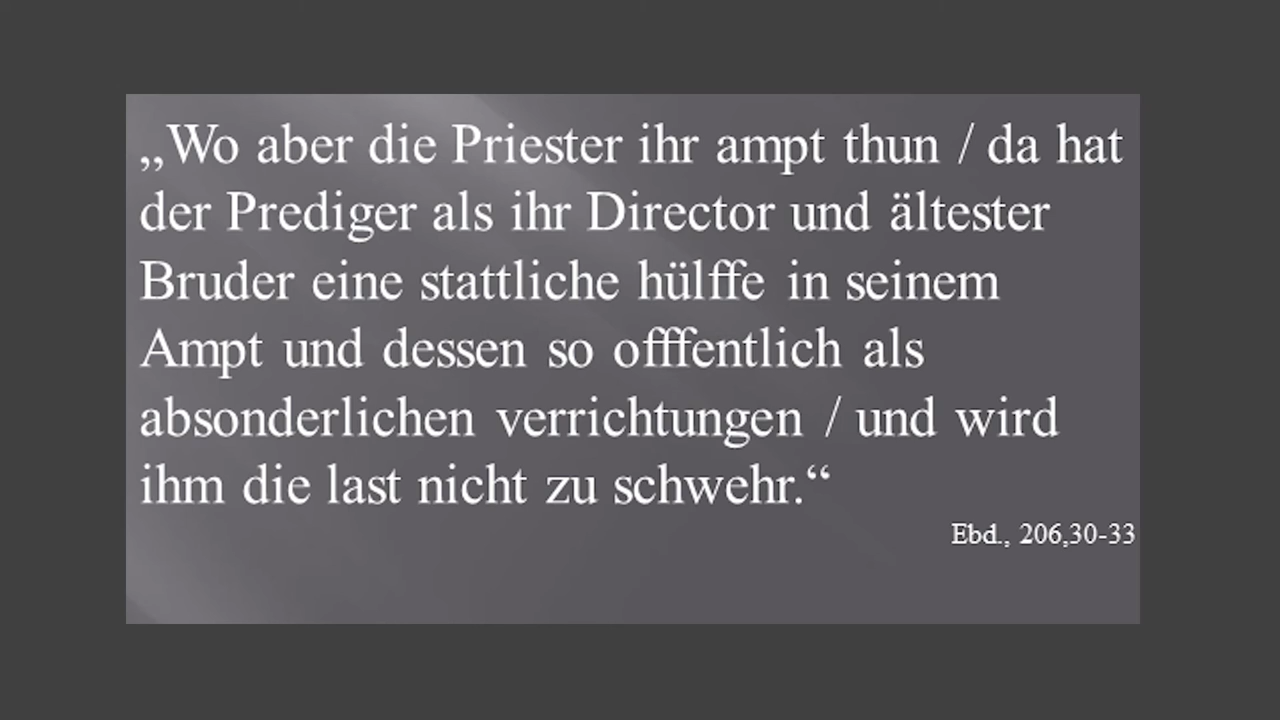 „Wo aber die Priester ihr ampt thun / da hat
der Prediger als ihr Director und ältester
Bruder eine stattliche hülffe in seinem
Ampt und dessen so offfentlich als
absonderlichen verrichtungen / und wird
ihm die last nicht zu schwehr.“
Ebd., 206,30-33